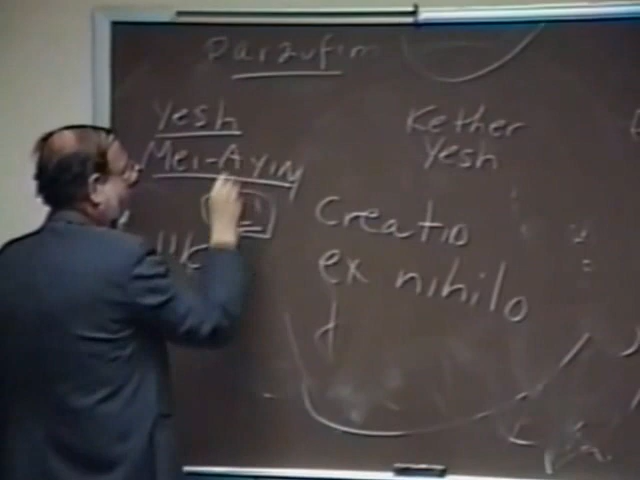 Parzufim
Yesh
Mei-Ayin
Kether
Yesh
Creatio
ex nihilo